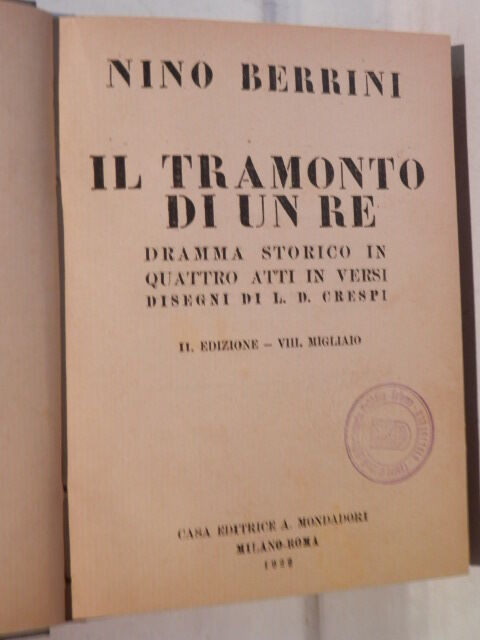 NINO BERRINI
IL TRAMONTO
DI UN RE
DRAMMA STORICO IN
QUATTRO ATTI IN VERSI
DISEGNI DI L. D. CRESPI
II. EDIZIONE - VIII. MIGLIAIO
CASA EDITRICE A. MONDADORI
MILANO-ROMA
1922